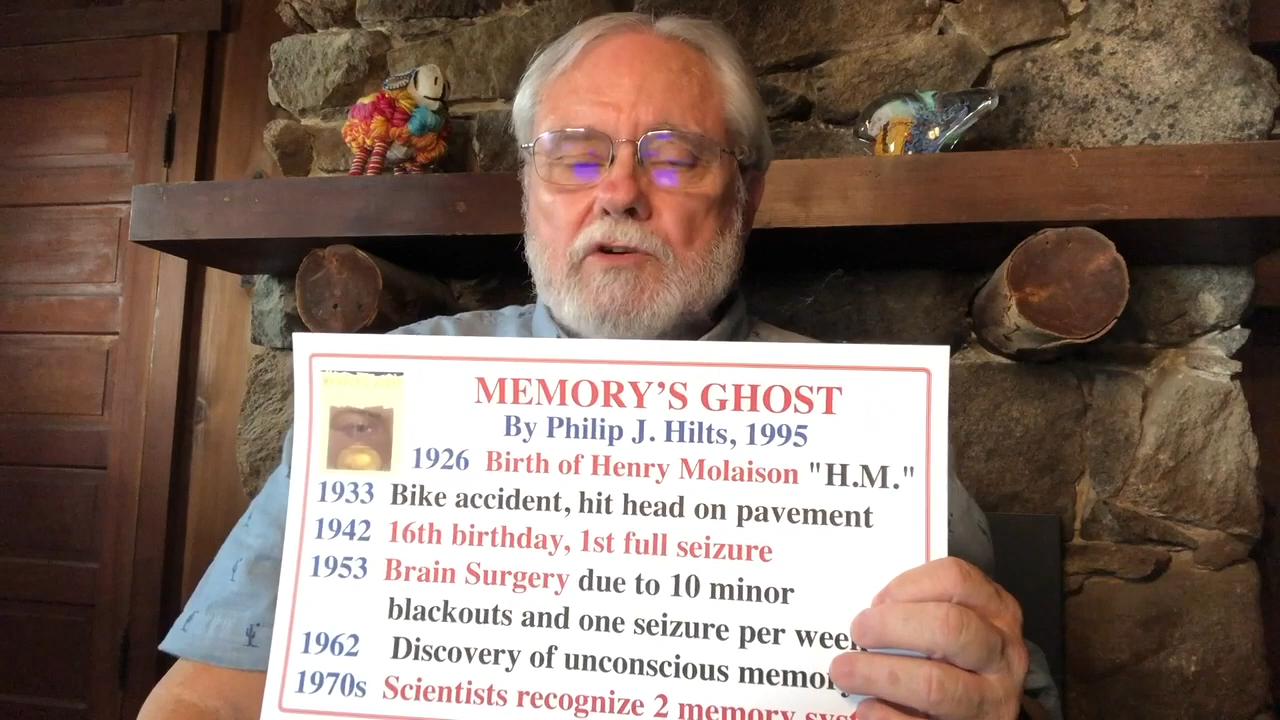 MEMORY'S GHOST
By Philip J. Hilts, 1995
1926 Birth of Henry Molaison "H.M."
1933 Bike accident, hit head on pavement
1942 16th birthday, 1st full seizure
1953 Brain Surgery due to 10 minor
blackouts and one seizure per week
1962 Discovery of unconscious memory
1970s Scientists recognize 2 memory